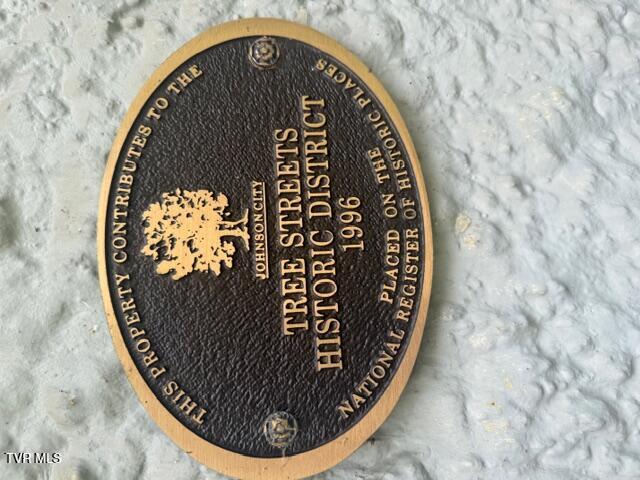 THIS PROPERTY CONTRIBUTES TO THE
JOHNSON CITY
TREE STREETS
HISTORIC DISTRICT
1996
PLACED ON THE
NATIONAL REGISTER OF HISTORIC PLACES
TVR MLS